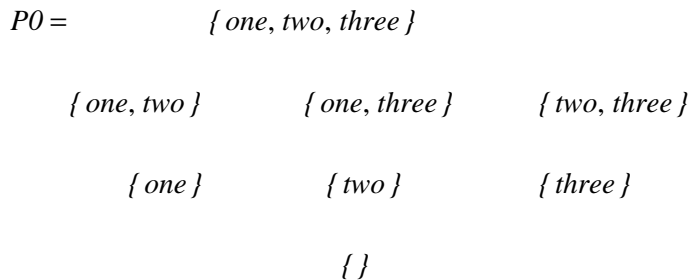 P0 = { one, two, three }
{ one, two } { one, three } { two, three }
{ one } { two } { three }
{ }